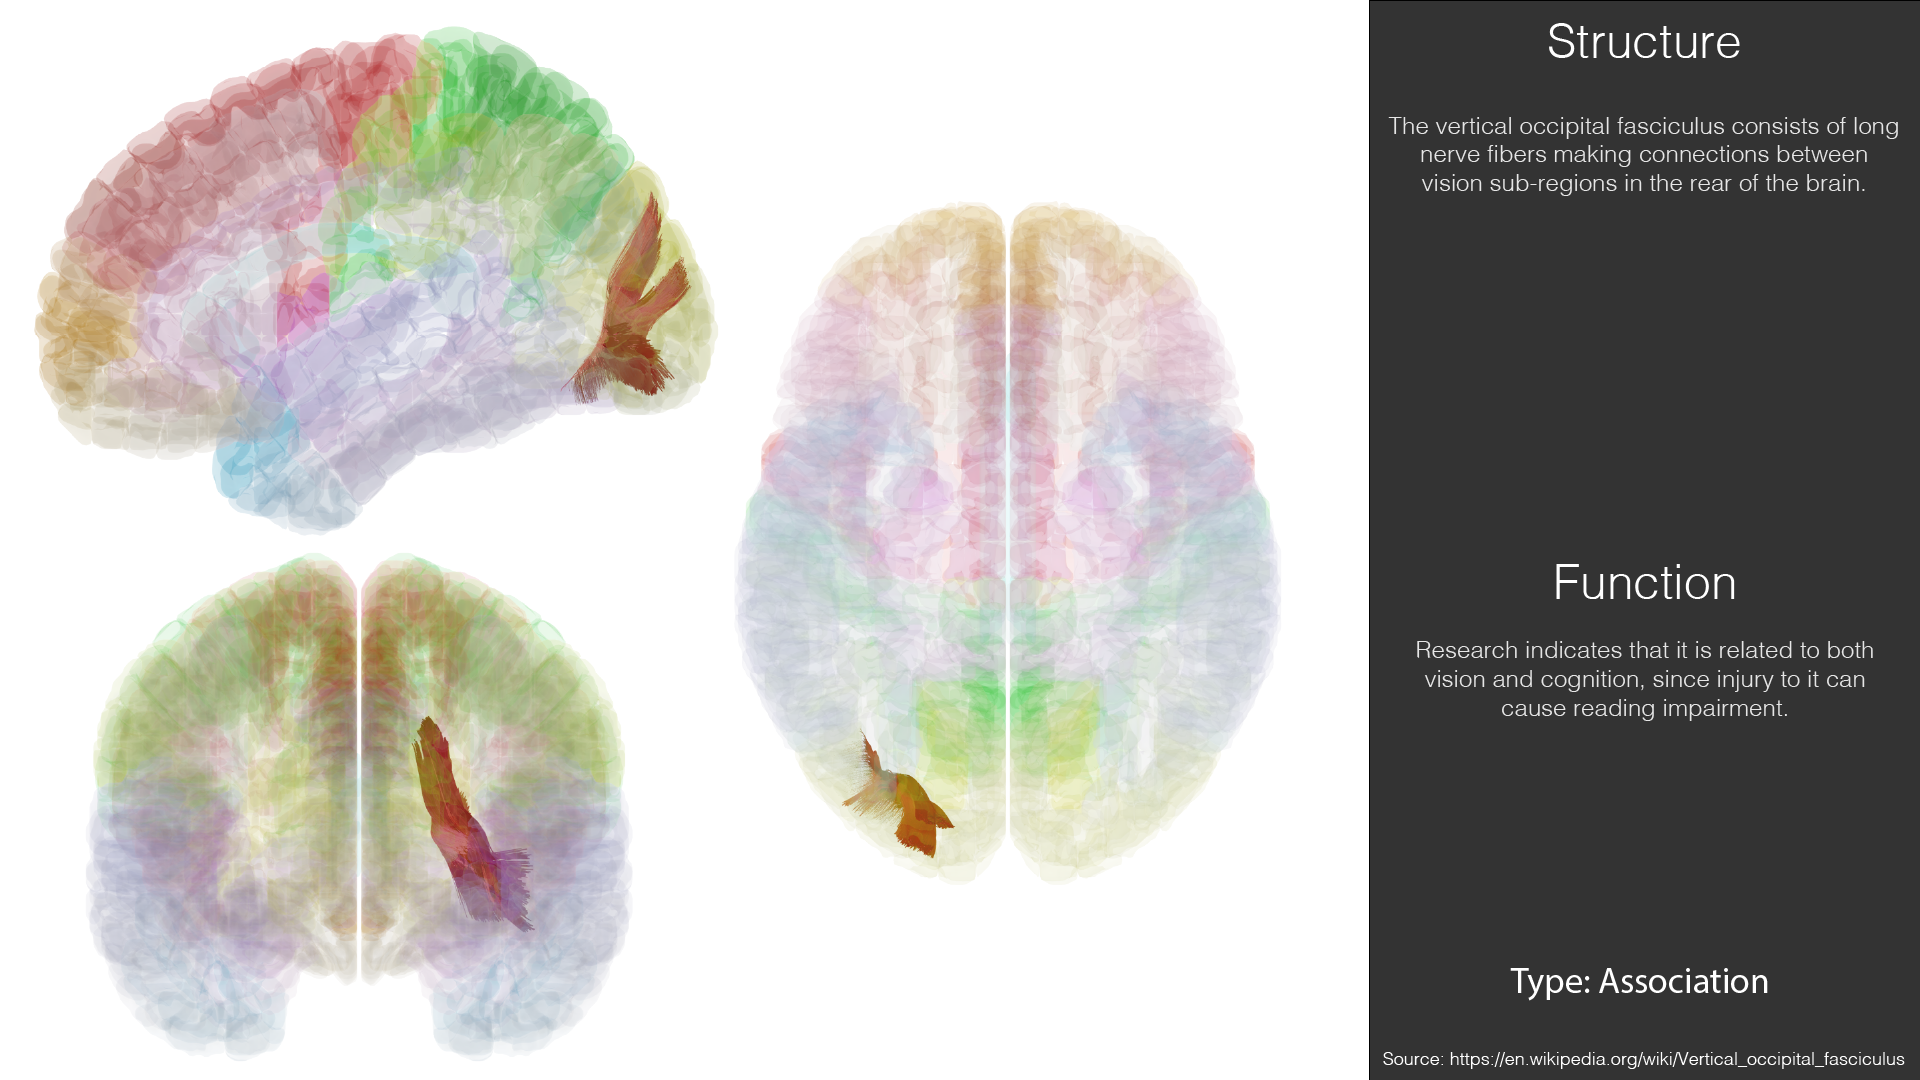 Structure
The vertical occipital fasciculus consists of long
nerve fibers making connections between
vision sub-regions in the rear of the brain.
Function
Research indicates that it is related to both
vision and cognition, since injury to it can
cause reading impairment.
Type: Association
Source: https://en.wikipedia.org/wiki/Vertical_occipital_fasciculus